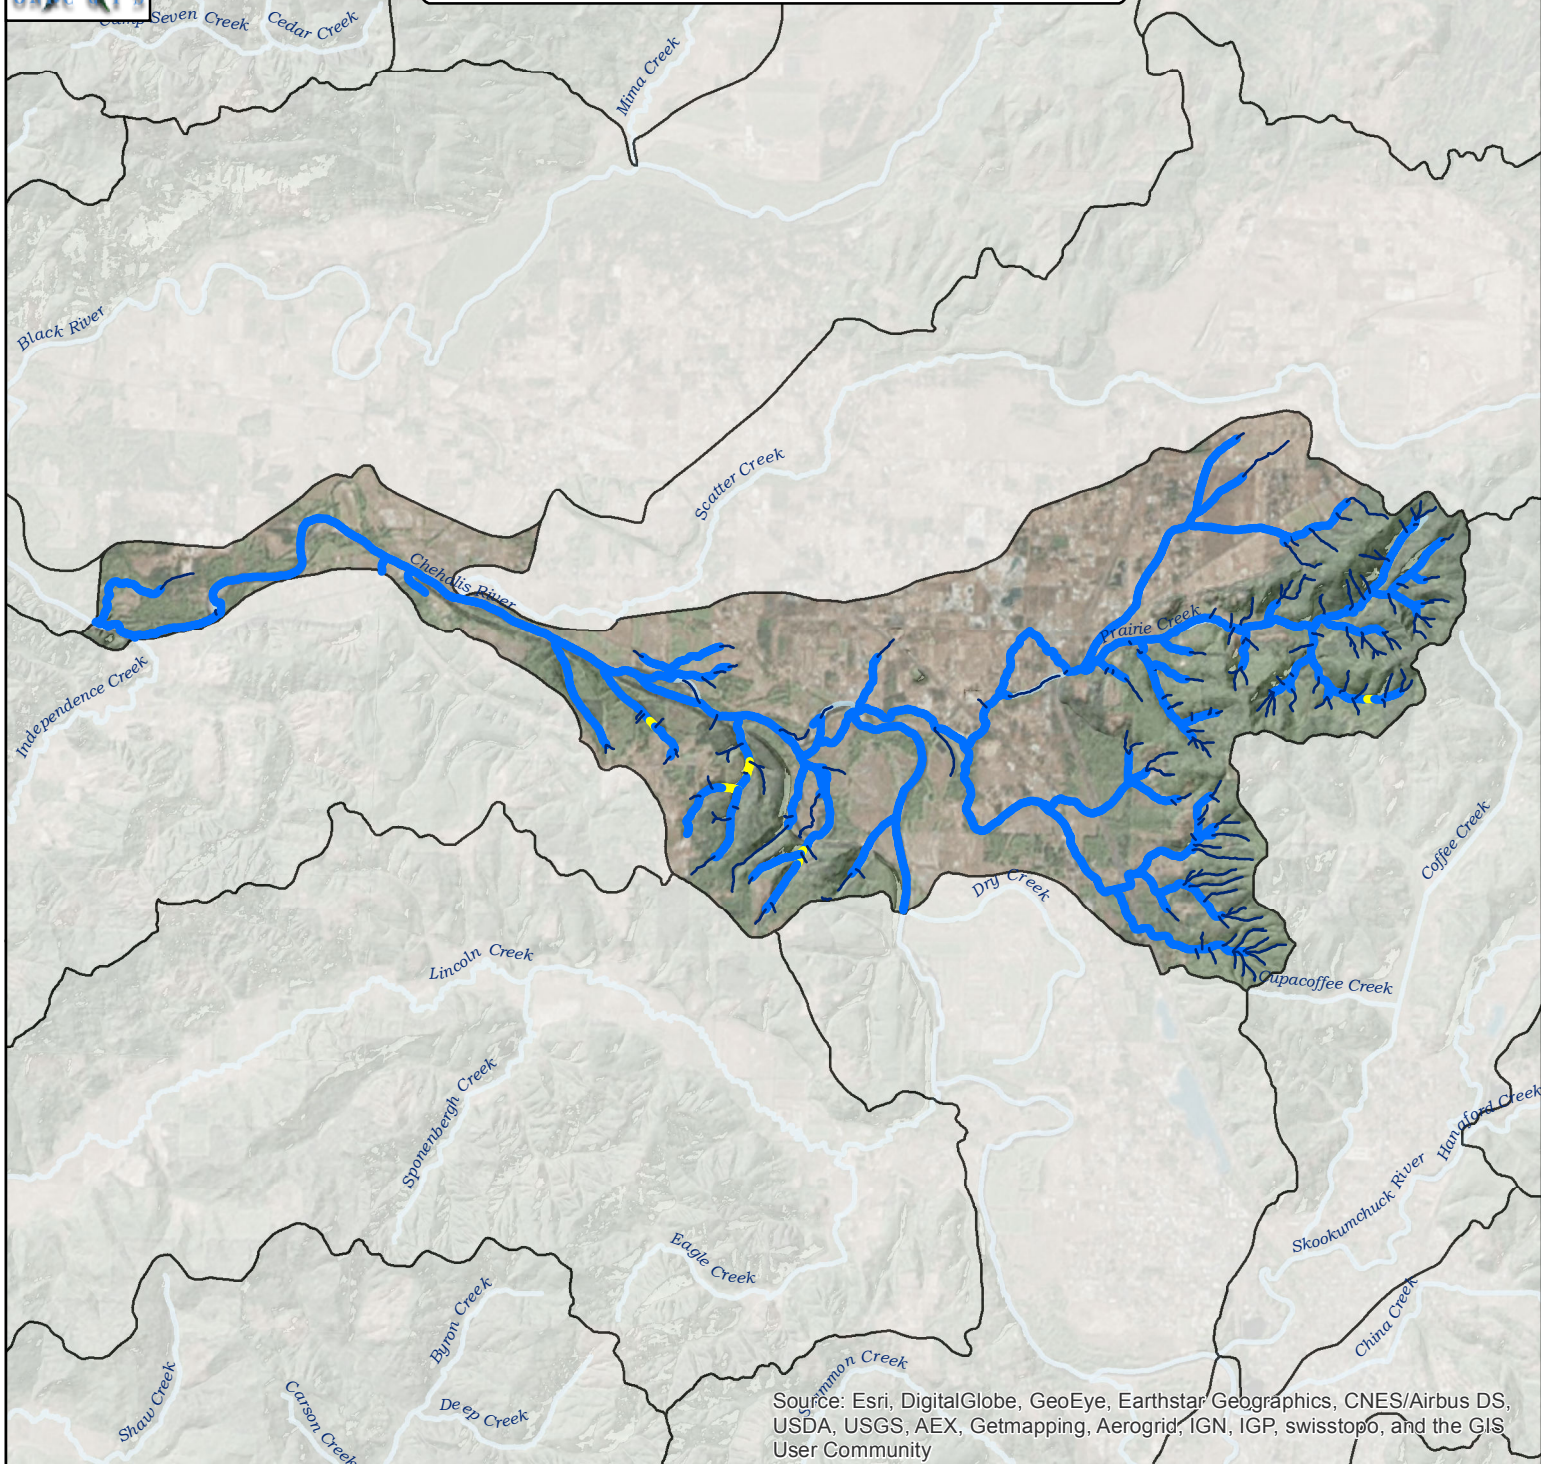 Seven Creek
Cedar Creek
Mima Creek
Black River
Scatter Creek
Chehalis River
Prairie Creek
Independence Creek
Coffee Creek
Dry Creek
Cupacoffee Creek
Lincoln Creek
Sponenbergh Creek
Hanaford Creek
Skookumchuck River
Eagle Creek
Byron Creek
China Creek
Shaw Creek
Carson Creek
Deep Creek
Creek
Source: Esri, DigitalGlobe, GeoEye, Earthstar Geographics, CNES/Airbus DS,
USDA, USGS, AEX, Getmapping, Aerogrid, IGN, IGP, swisstopo, and the GIS
User Community